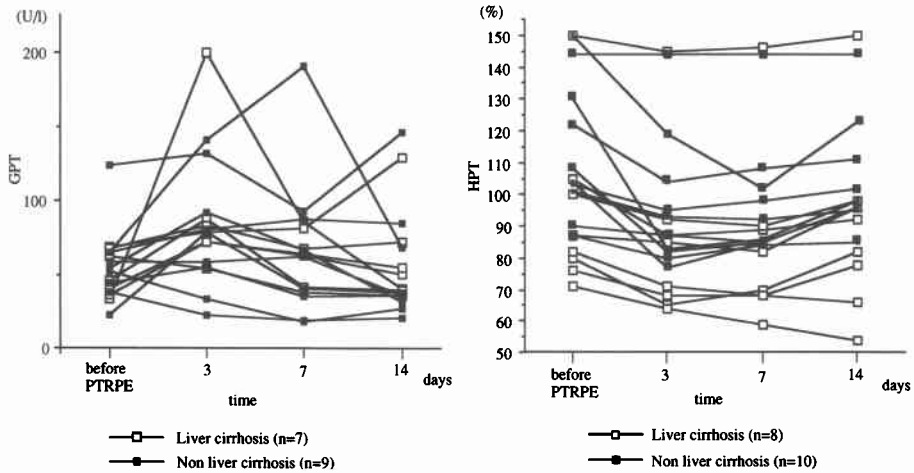 (U/l)
200
100
0
GPT
before
PTRPE
3
7
14
days
time
Liver cirrhosis (n=7)
Non liver cirrhosis (n=9)
(%)
150
140
130
120
110
100
90
80
70
60
50
HPT
before
PTRPE
3
7
14
days
time
Liver cirrhosis (n=8)
Non liver cirrhosis (n=10)